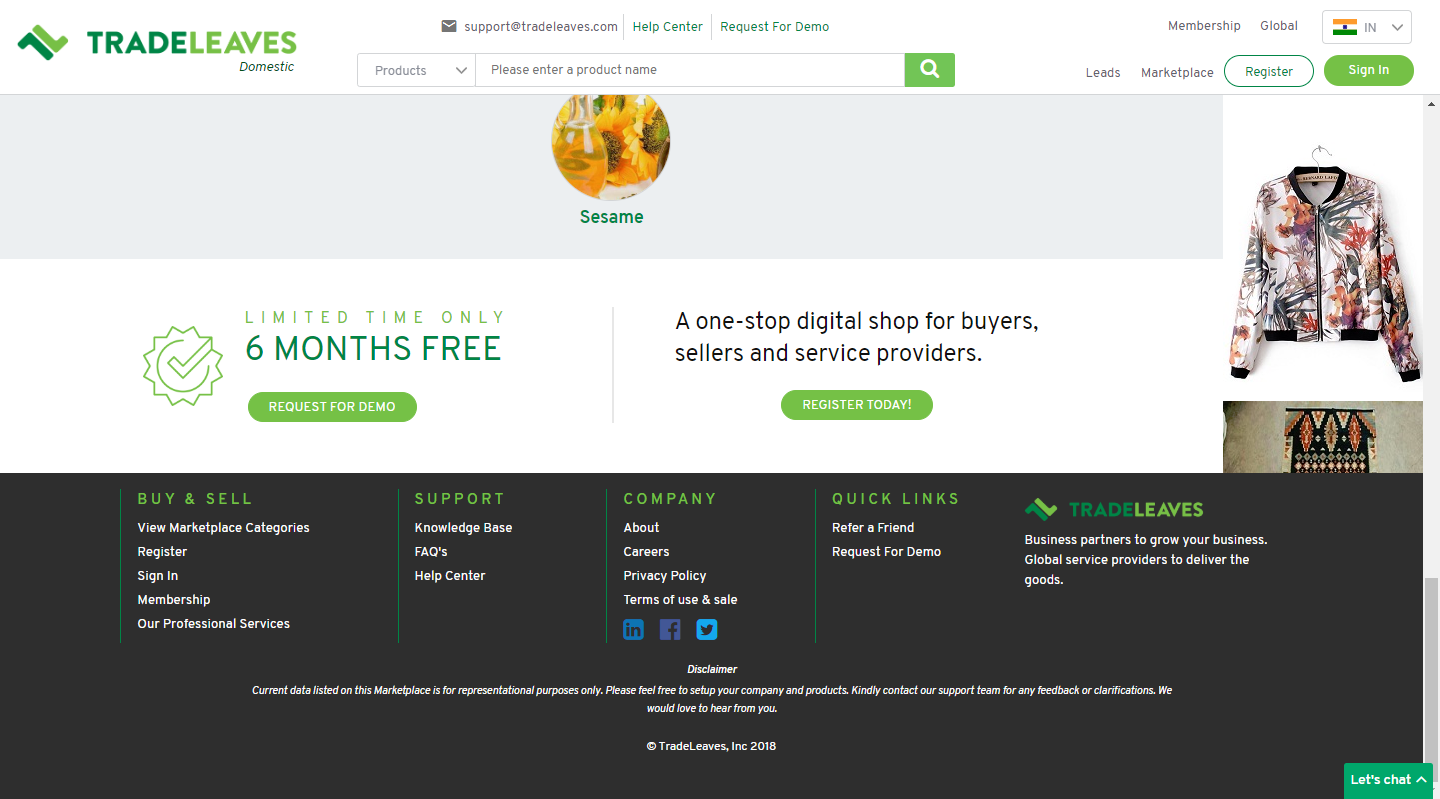 support@tradeleaves.com
Help Center
Request For Demo
Membership
Global
IN
TRADELEAVES
Domestic
Products
Please enter a product name
Leads
Marketplace
Register
Sign In
Sesame
BERNARD LAFO
LIMITED TIME ONLY
6 MONTHS FREE
REQUEST FOR DEMO
A one-stop digital shop for buyers,
sellers and service providers.
REGISTER TODAY!
BUY & SELL
View Marketplace Categories
Register
Sign In
Membership
Our Professional Services
SUPPORT
Knowledge Base
FAQ's
Help Center
COMPANY
About
Careers
Privacy Policy
Terms of use & sale
QUICK LINKS
Refer a Friend
Request For Demo
TRADELEAVES
Business partners to grow your business.
Global service providers to deliver the
goods.
Disclaimer
Current data listed on this Marketplace is for representational purposes only. Please feel free to setup your company and products. Kindly contact our support team for any feedback or clarifications. We
would love to hear from you.
© TradeLeaves, Inc 2018
Let's chat